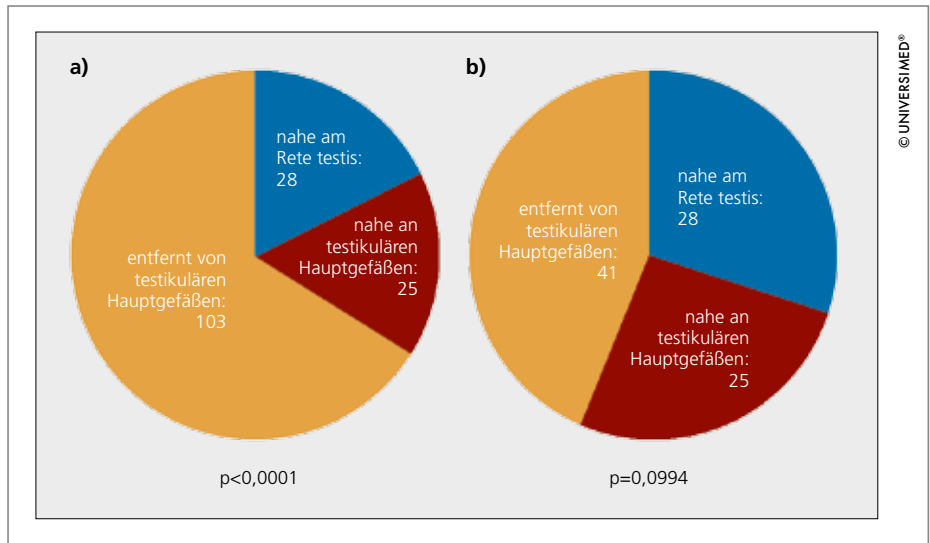 a)
nahe am
Rete testis:
28
nahe an
testikulären
Hauptgefäßen:
25
entfernt von
testikulären
Hauptgefäßen:
103
p<0,0001
b)
nahe am
Rete testis:
28
nahe an
testikulären
Hauptgefäßen:
25
entfernt von
testikulären
Hauptgefäßen:
41
p=0,0994
© UNIVERSIMED®